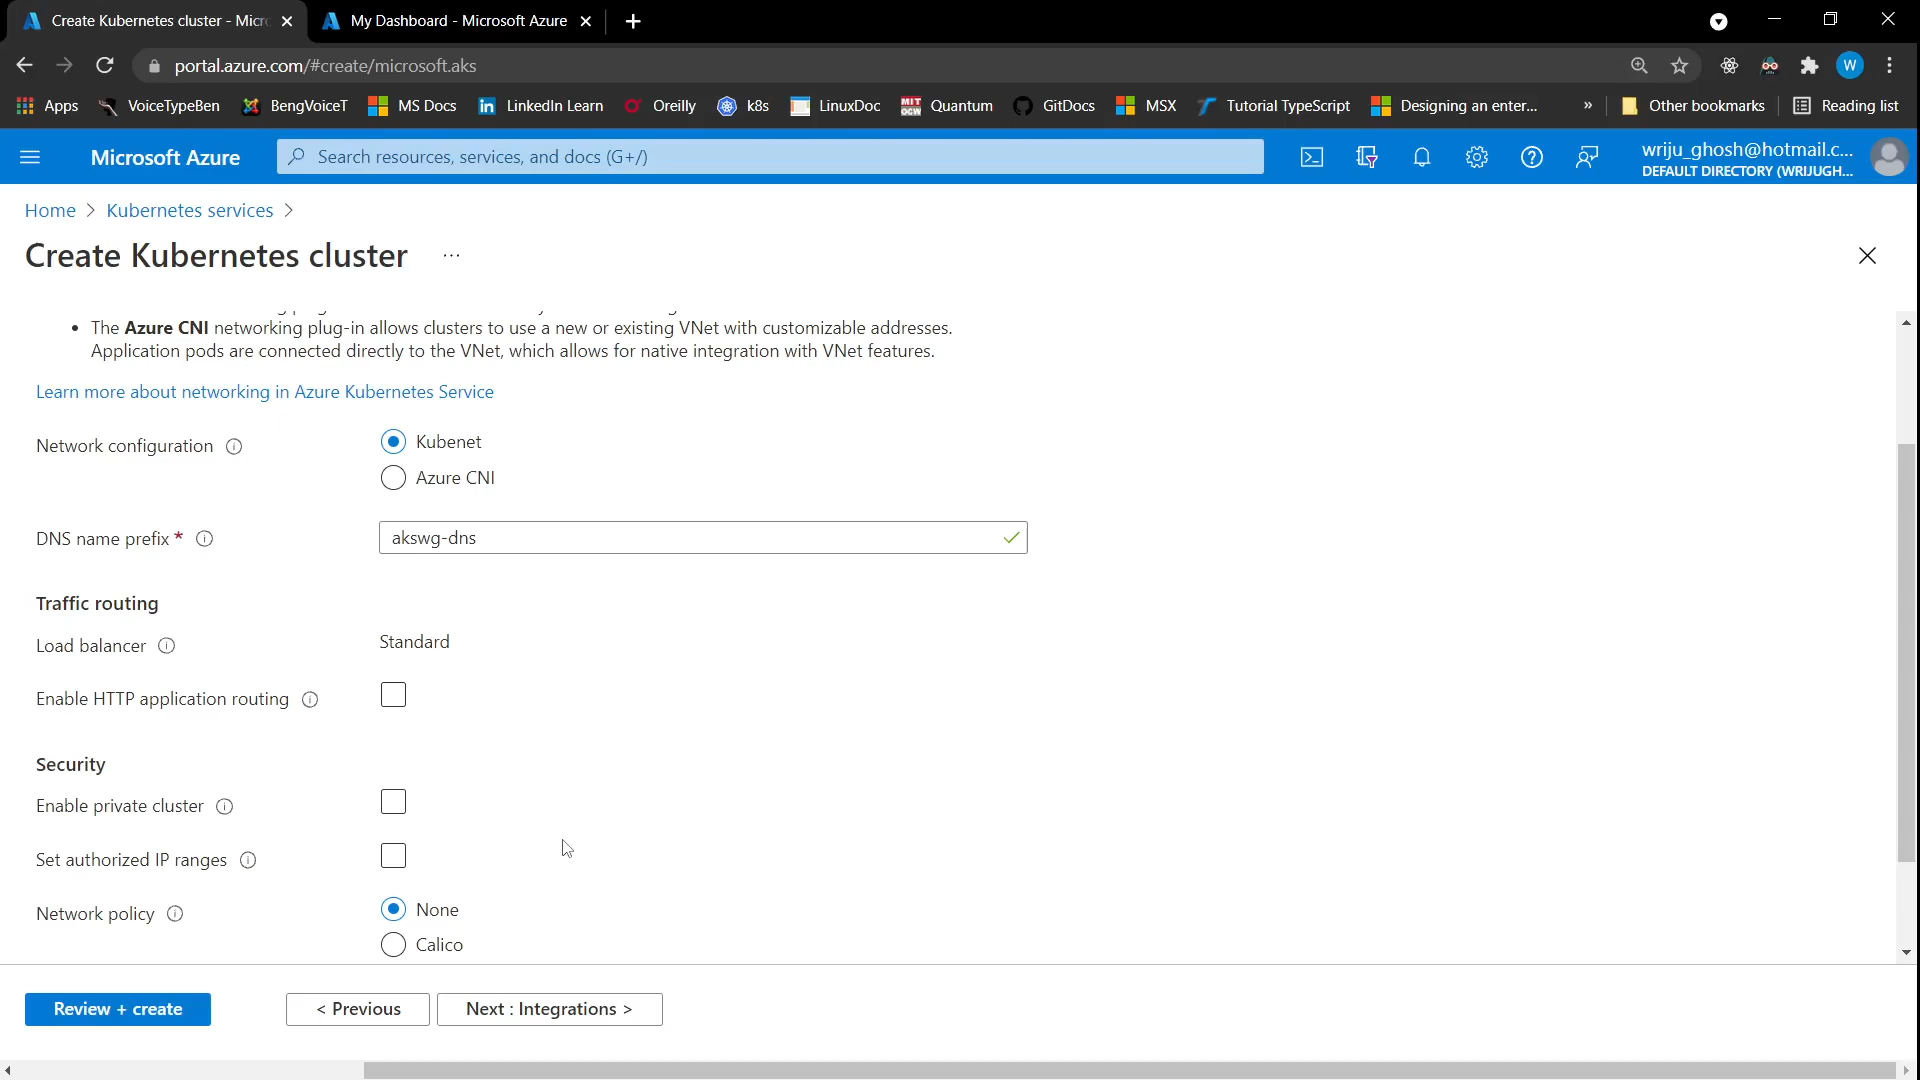 Create Kubernetes cluster - Micr
My Dashboard - Microsoft Azure
portal.azure.com/#create/microsoft.aks
W
Apps
VoiceTypeBen
BengVoiceT
MS Docs
LinkedIn Learn
Oreilly
k8s
LinuxDoc
MIT OCW Quantum
GitDocs
MSX
Tutorial TypeScript
Designing an enter...
»
Other bookmarks
Reading list
Microsoft Azure
Search resources, services, and docs (G+/)
wriju_ghosh@hotmail.c...
DEFAULT DIRECTORY (WRIJUGH...
Home > Kubernetes services >
Create Kubernetes cluster ...
• The Azure CNI networking plug-in allows clusters to use a new or existing VNet with customizable addresses.
Application pods are connected directly to the VNet, which allows for native integration with VNet features.
Learn more about networking in Azure Kubernetes Service
Network configuration
Kubenet
Azure CNI
DNS name prefix *
akswg-dns
Traffic routing
Load balancer
Standard
Enable HTTP application routing
Security
Enable private cluster
Set authorized IP ranges
Network policy
None
Calico
Review + create
< Previous
Next : Integrations >